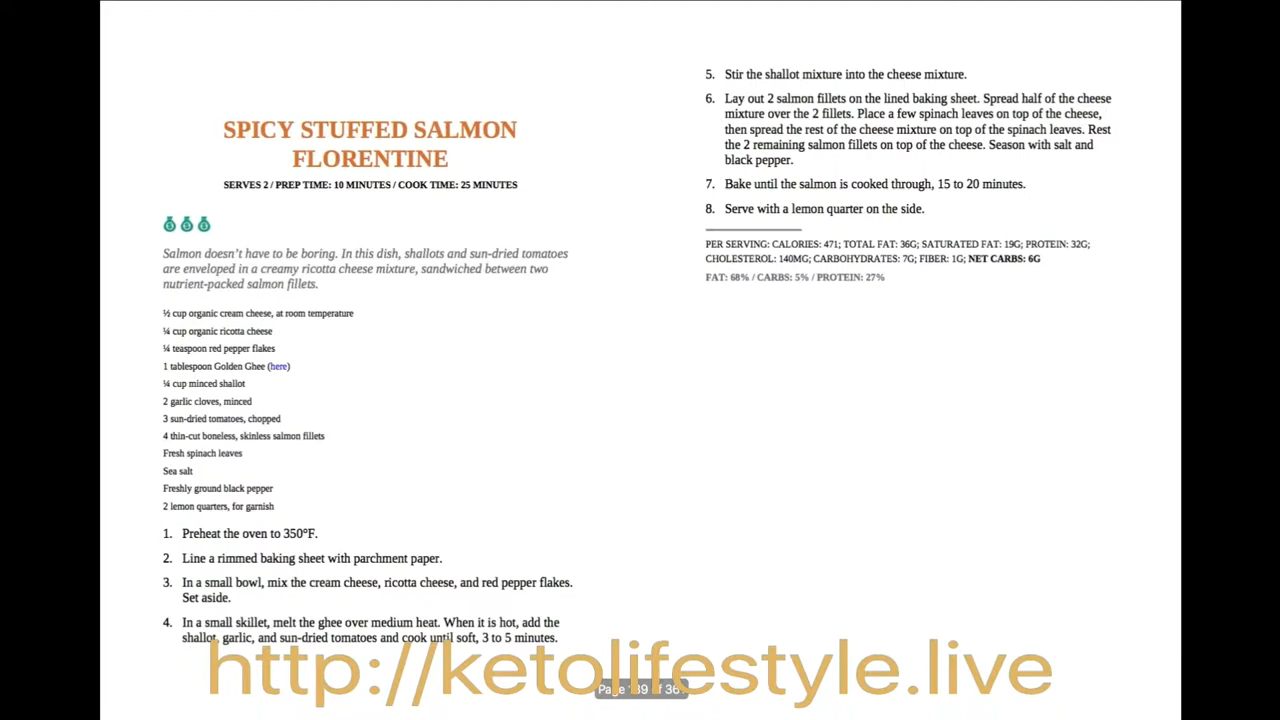 SPICY STUFFED SALMON
FLORENTINE
SERVES 2 / PREP TIME: 10 MINUTES / COOK TIME: 25 MINUTES
Salmon doesn't have to be boring. In this dish, shallots and sun-dried tomatoes
are enveloped in a creamy ricotta cheese mixture, sandwiched between two
nutrient-packed salmon fillets.
½ cup organic cream cheese, at room temperature
¼ cup organic ricotta cheese
¼ teaspoon red pepper flakes
1 tablespoon Golden Ghee (here)
¼ cup minced shallot
2 garlic cloves, minced
3 sun-dried tomatoes, chopped
4 thin-cut boneless, skinless salmon fillets
Fresh spinach leaves
Sea salt
Freshly ground black pepper
2 lemon quarters, for garnish
1. Preheat the oven to 350°F.
2. Line a rimmed baking sheet with parchment paper.
3. In a small bowl, mix the cream cheese, ricotta cheese, and red pepper flakes.
Set aside.
4. In a small skillet, melt the ghee over medium heat. When it is hot, add the
shallot, garlic, and sun-dried tomatoes and cook until soft, 3 to 5 minutes.
5. Stir the shallot mixture into the cheese mixture.
6. Lay out 2 salmon fillets on the lined baking sheet. Spread half of the cheese
mixture over the 2 fillets. Place a few spinach leaves on top of the cheese,
then spread the rest of the cheese mixture on top of the spinach leaves. Rest
the 2 remaining salmon fillets on top of the cheese. Season with salt and
black pepper.
7. Bake until the salmon is cooked through, 15 to 20 minutes.
8. Serve with a lemon quarter on the side.
PER SERVING: CALORIES: 471; TOTAL FAT: 36G; SATURATED FAT: 19G; PROTEIN: 32G;
CHOLESTEROL: 140MG; CARBOHYDRATES: 7G; FIBER: 1G; NET CARBS: 6G
FAT: 68% / CARBS: 5% / PROTEIN: 27%
http://ketolifestyle.live
Page of